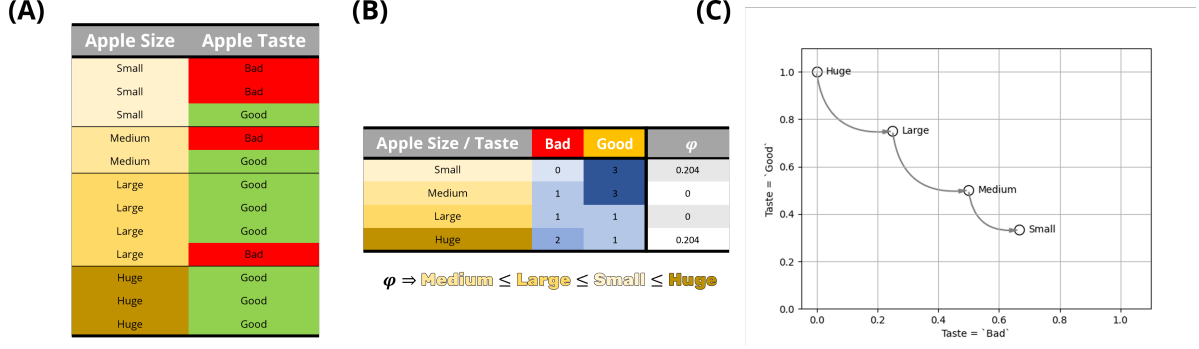 (A)
Apple Size Apple Taste
Small Bad
Small Bad
Small Good
Medium Bad
Medium Good
Large Good
Large Good
Large Good
Large Bad
Huge Good
Huge Good
Huge Good
(B)
Apple Size / Taste Bad Good φ
Small 0 3 0.204
Medium 1 3 0
Large 1 1 0
Huge 2 1 0.204
φ ⇒ Medium ≤ Large ≤ Small ≤ Huge
(C)
Taste = `Good`
1.0
0.8
0.6
0.4
0.2
0.0
Huge
Large
Medium
Small
0.0 0.2 0.4 0.6 0.8 1.0
Taste = `Bad`